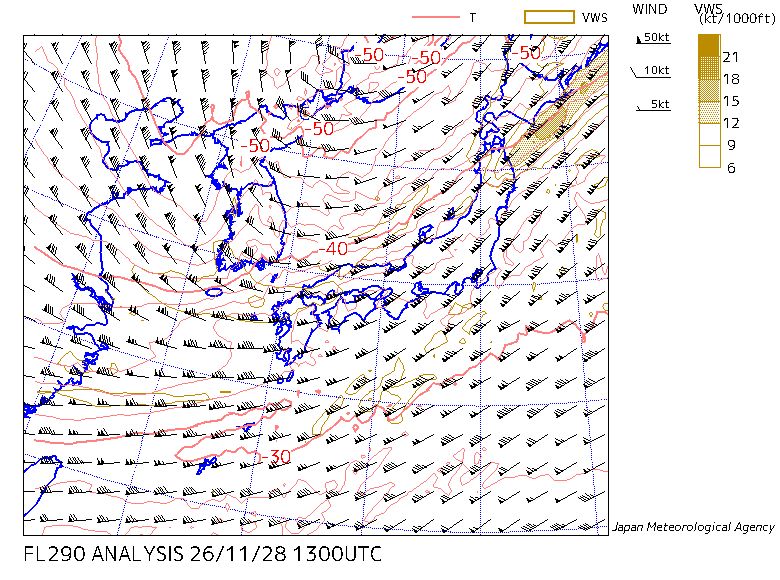 T
VWS
WIND
50kt
10kt
5kt
VWS
(kt/1000ft)
21
18
15
12
9
6
-50
-50
-50
-50
-50
-50
-40
-30
Japan Meteorological Agency
FL290 ANALYSIS 26/11/28 1300UTC